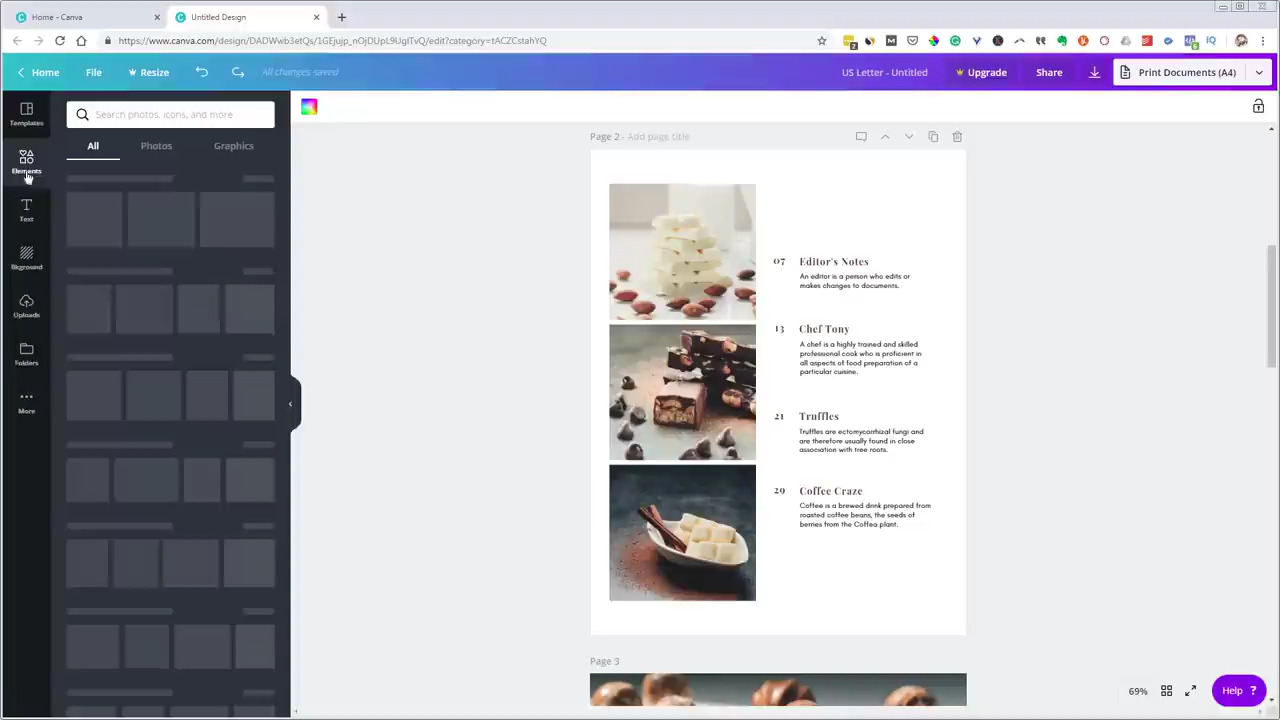 Home - Canva
Untitled Design
https://www.canva.com/design/DADWwb3etQs/1GEjujp_nOjDUpL9UgITvQ/edit?category=tACZCstahYQ
Home
File
Resize
All changes saved
US Letter - Untitled
Upgrade
Share
Print Documents (A4)
Templates
Elements
Text
Bkground
Uploads
Folders
More
Search photos, icons, and more
All
Photos
Graphics
Page 2 - Add page title
07 Editor's Notes
An editor is a person who edits or
makes changes to documents.
13 Chef Tony
A chef is a highly trained and skilled
professional cook who is proficient in
all aspects of food preparation of a
particular cuisine.
21 Truffles
Truffles are ectomycorrhizal fungi and
are therefore usually found in close
association with tree roots.
29 Coffee Craze
Coffee is a brewed drink prepared from
roasted coffee beans, the seeds of
berries from the Coffea plant.
Page 3
69%
Help ?